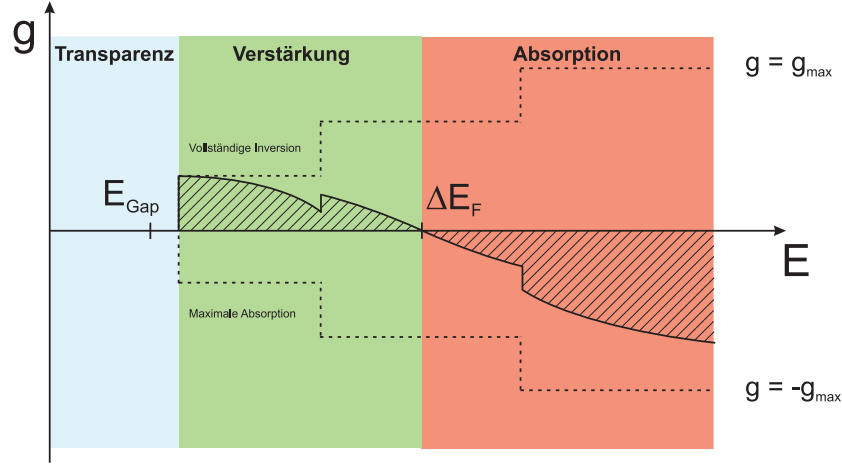 g
Transparenz
Verstärkung
Absorption
g = gmax
Vollständige Inversion
EGap
ΔEF
E
Maximale Absorption
g = -gmax